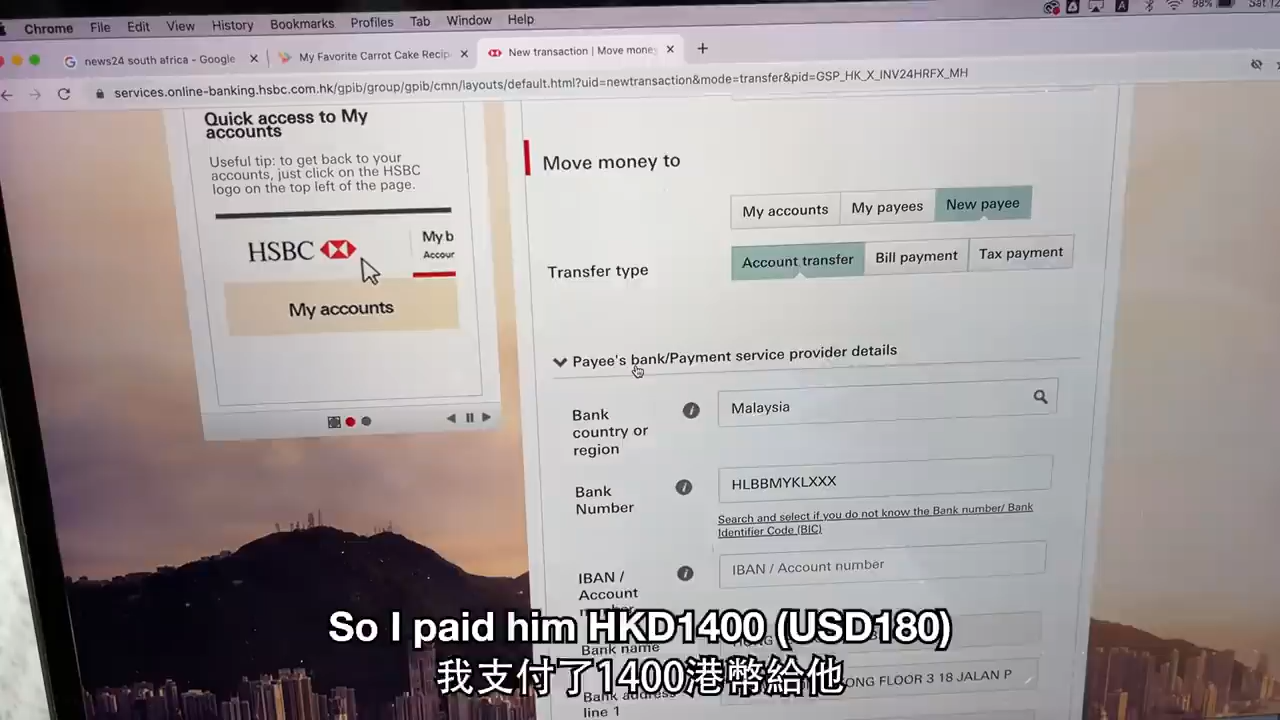 Chrome File Edit View History Bookmarks Profiles Tab Window Help
98%
news24 south africa - Google
My Favorite Carrot Cake Recip
New transaction | Move money
services.online-banking.hsbc.com.hk/gpib/group/gpib/cmn/layouts/default.html?uid=newtransaction&mode=transfer&pid=GSP_HK_X_INV24HRFX_MH
Quick access to My
accounts
Useful tip: to get back to your
accounts, just click on the HSBC
logo on the top left of the page.
HSBC
My b
Accour
My accounts
Move money to
My accounts My payees New payee
Transfer type
Account transfer Bill payment Tax payment
Payee's bank/Payment service provider details
Bank
country or
region
Malaysia
Bank
Number
HLBBMYKLXXX
Search and select if you do not know the Bank number/ Bank
Identifier Code (BIC)
IBAN /
Account
IBAN / Account number
Bank name
Bank address
line 1
ONG FLOOR 3 18 JALAN P
So I paid him HKD1400 (USD180)
我支付了1400港幣給他